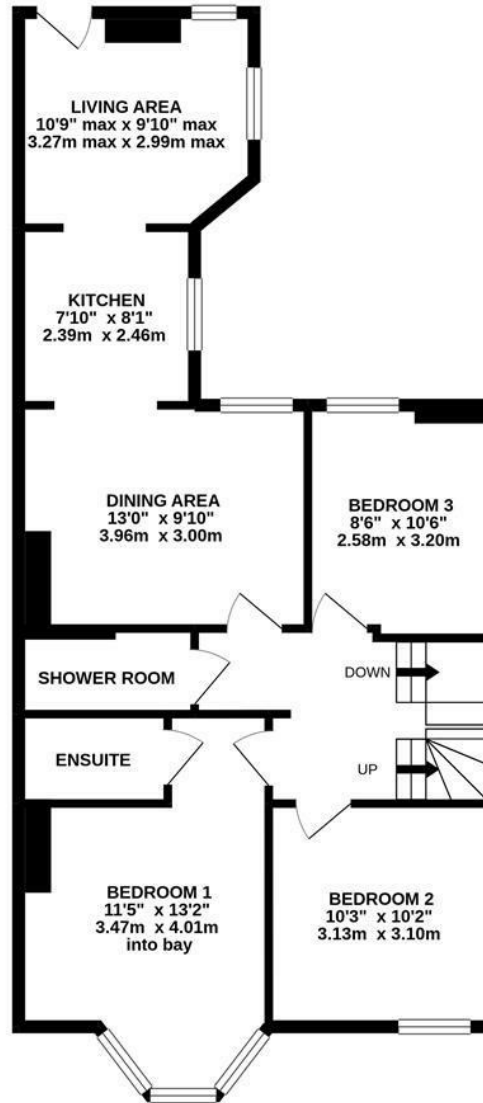 LIVING AREA
10'9" max x 9'10" max
3.27m max x 2.99m max
KITCHEN
7'10" x 8'1"
2.39m x 2.46m
DINING AREA
13'0" x 9'10"
3.96m x 3.00m
BEDROOM 3
8'6" x 10'6"
2.58m x 3.20m
SHOWER ROOM
DOWN
ENSUITE
UP
BEDROOM 1
11'5" x 13'2"
3.47m x 4.01m
into bay
BEDROOM 2
10'3" x 10'2"
3.13m x 3.10m